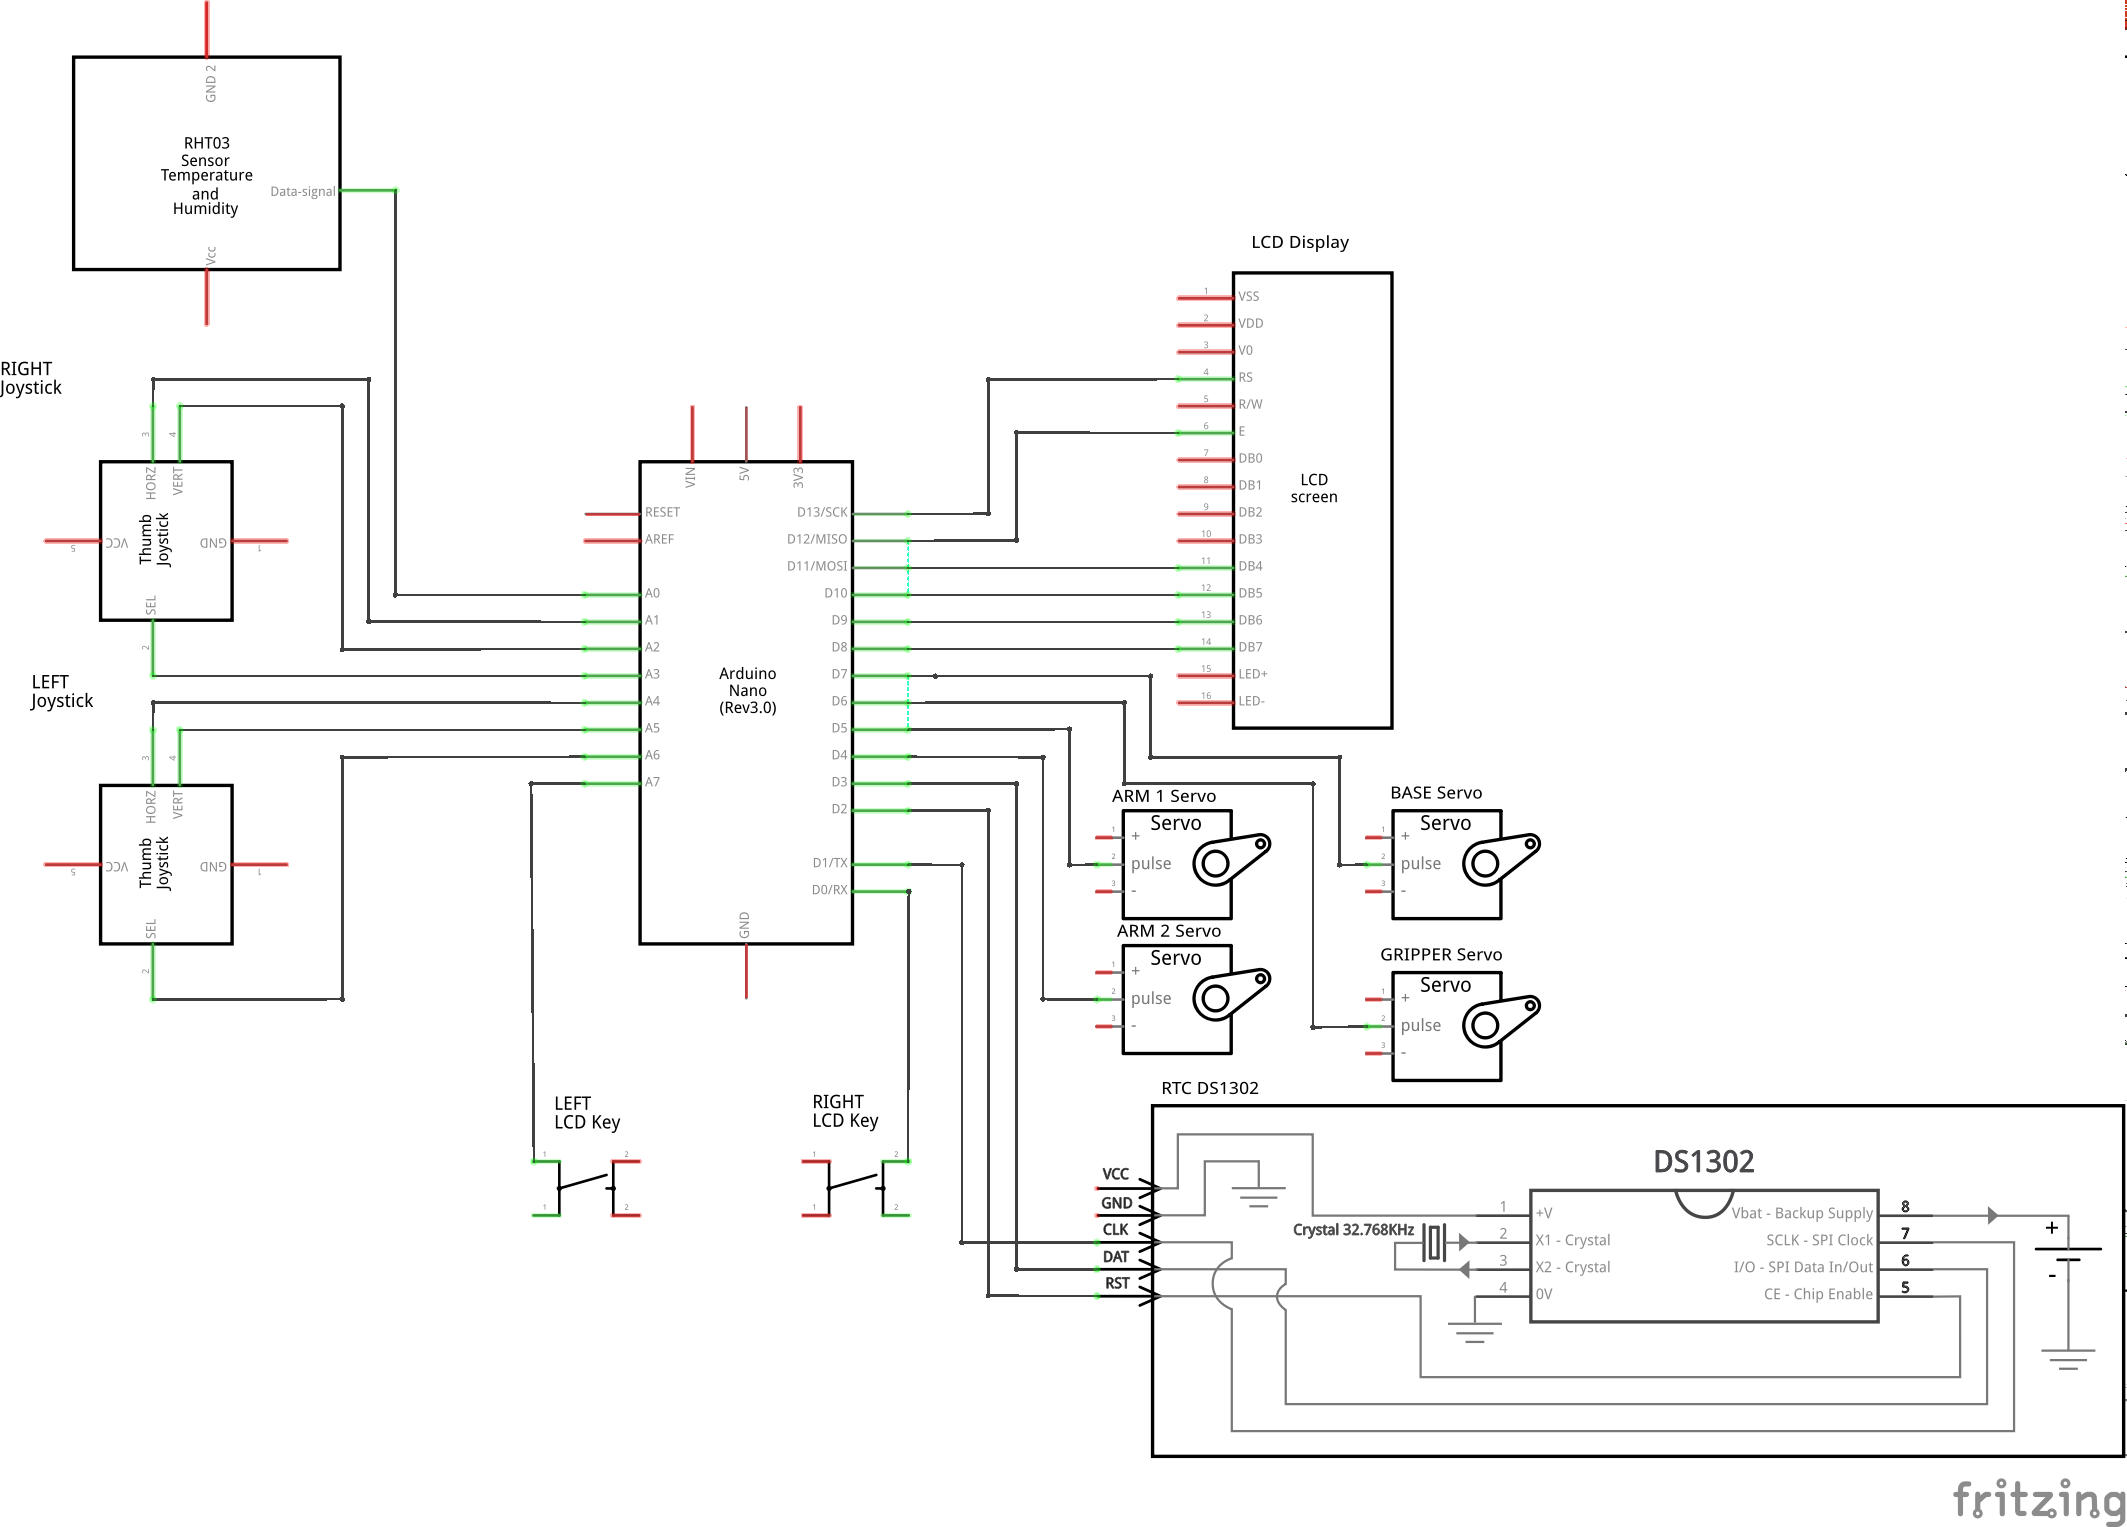 GND 2
RHT03
Sensor
Temperature
and
Humidity
Data-signal
Vcc
RIGHT
Joystick
3
4
HORZ
VERT
Thumb
Joystick
5
VCC
GND
1
SEL
2
LEFT
Joystick
3
4
HORZ
VERT
Thumb
Joystick
5
VCC
GND
1
SEL
2
VIN
5V
3V3
RESET
AREF
A0
A1
A2
A3
A4
A5
A6
A7
Arduino
Nano
(Rev3.0)
D13/SCK
D12/MISO
D11/MOSI
D10
D9
D8
D7
D6
D5
D4
D3
D2
D1/TX
D0/RX
GND
LCD Display
1 VSS
2 VDD
3 V0
4 RS
5 R/W
6 E
7 DB0
8 DB1
9 DB2
10 DB3
11 DB4
12 DB5
13 DB6
14 DB7
15 LED+
16 LED-
LCD
screen
ARM 1 Servo
Servo
1 +
2 pulse
3 -
BASE Servo
Servo
1 +
2 pulse
3 -
ARM 2 Servo
Servo
1 +
2 pulse
3 -
GRIPPER Servo
Servo
1 +
2 pulse
3 -
LEFT
LCD Key
1 2
1 2
RIGHT
LCD Key
1 2
1 2
RTC DS1302
VCC
GND
CLK
DAT
RST
Crystal 32.768KHz
DS1302
1 +V
2 X1 - Crystal
3 X2 - Crystal
4 0V
Vbat - Backup Supply 8
SCLK - SPI Clock 7
I/O - SPI Data In/Out 6
CE - Chip Enable 5
+
-
fritzing